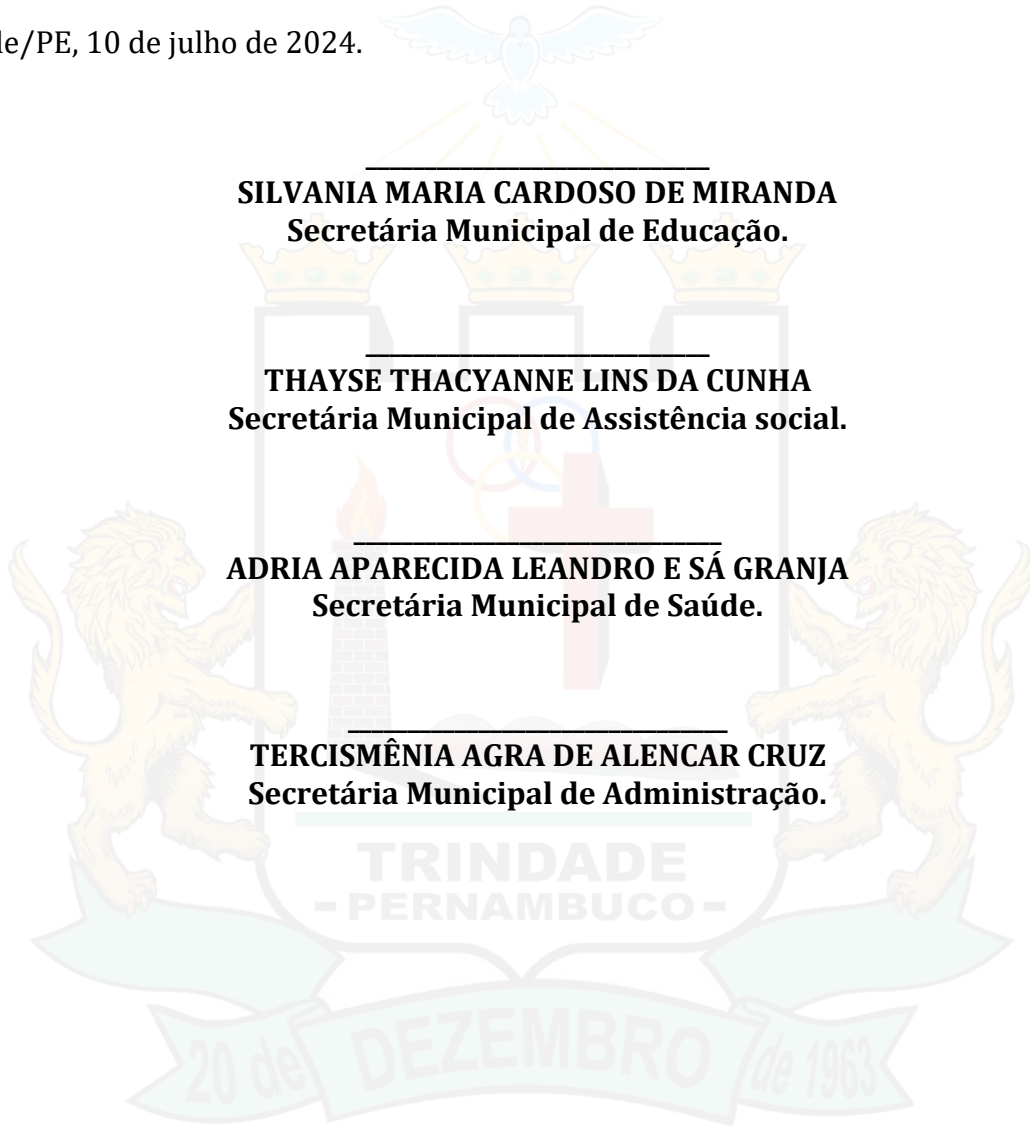 le/PE, 10 de julho de 2024.
SILVANIA MARIA CARDOSO DE MIRANDA
Secretária Municipal de Educação.
THAYSE THACYANNE LINS DA CUNHA
Secretária Municipal de Assistência social.
ADRIA APARECIDA LEANDRO E SÁ GRANJA
Secretária Municipal de Saúde.
TERCISMÊNIA AGRA DE ALENCAR CRUZ
Secretária Municipal de Administração.
TRINDADE
- PERNAMBUCO -
20 de DEZEMBRO de 1963